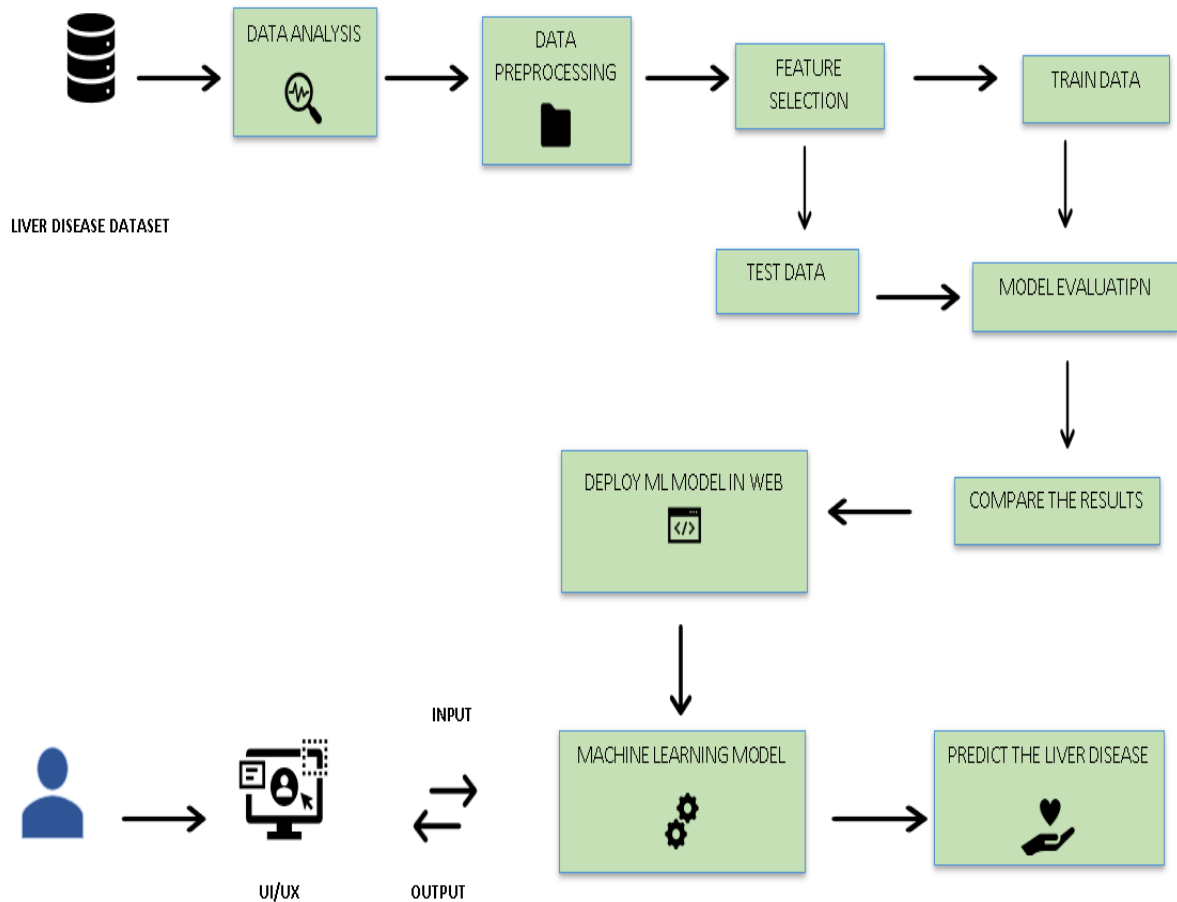 DATA ANALYSIS
DATA
PREPROCESSING
FEATURE
SELECTION
TRAIN DATA
LIVER DISEASE DATASET
TEST DATA
MODEL EVALUATIPN
DEPLOY ML MODEL IN WEB
</>
COMPARE THE RESULTS
INPUT
MACHINE LEARNING MODEL
PREDICT THE LIVER DISEASE
UI/UX
OUTPUT